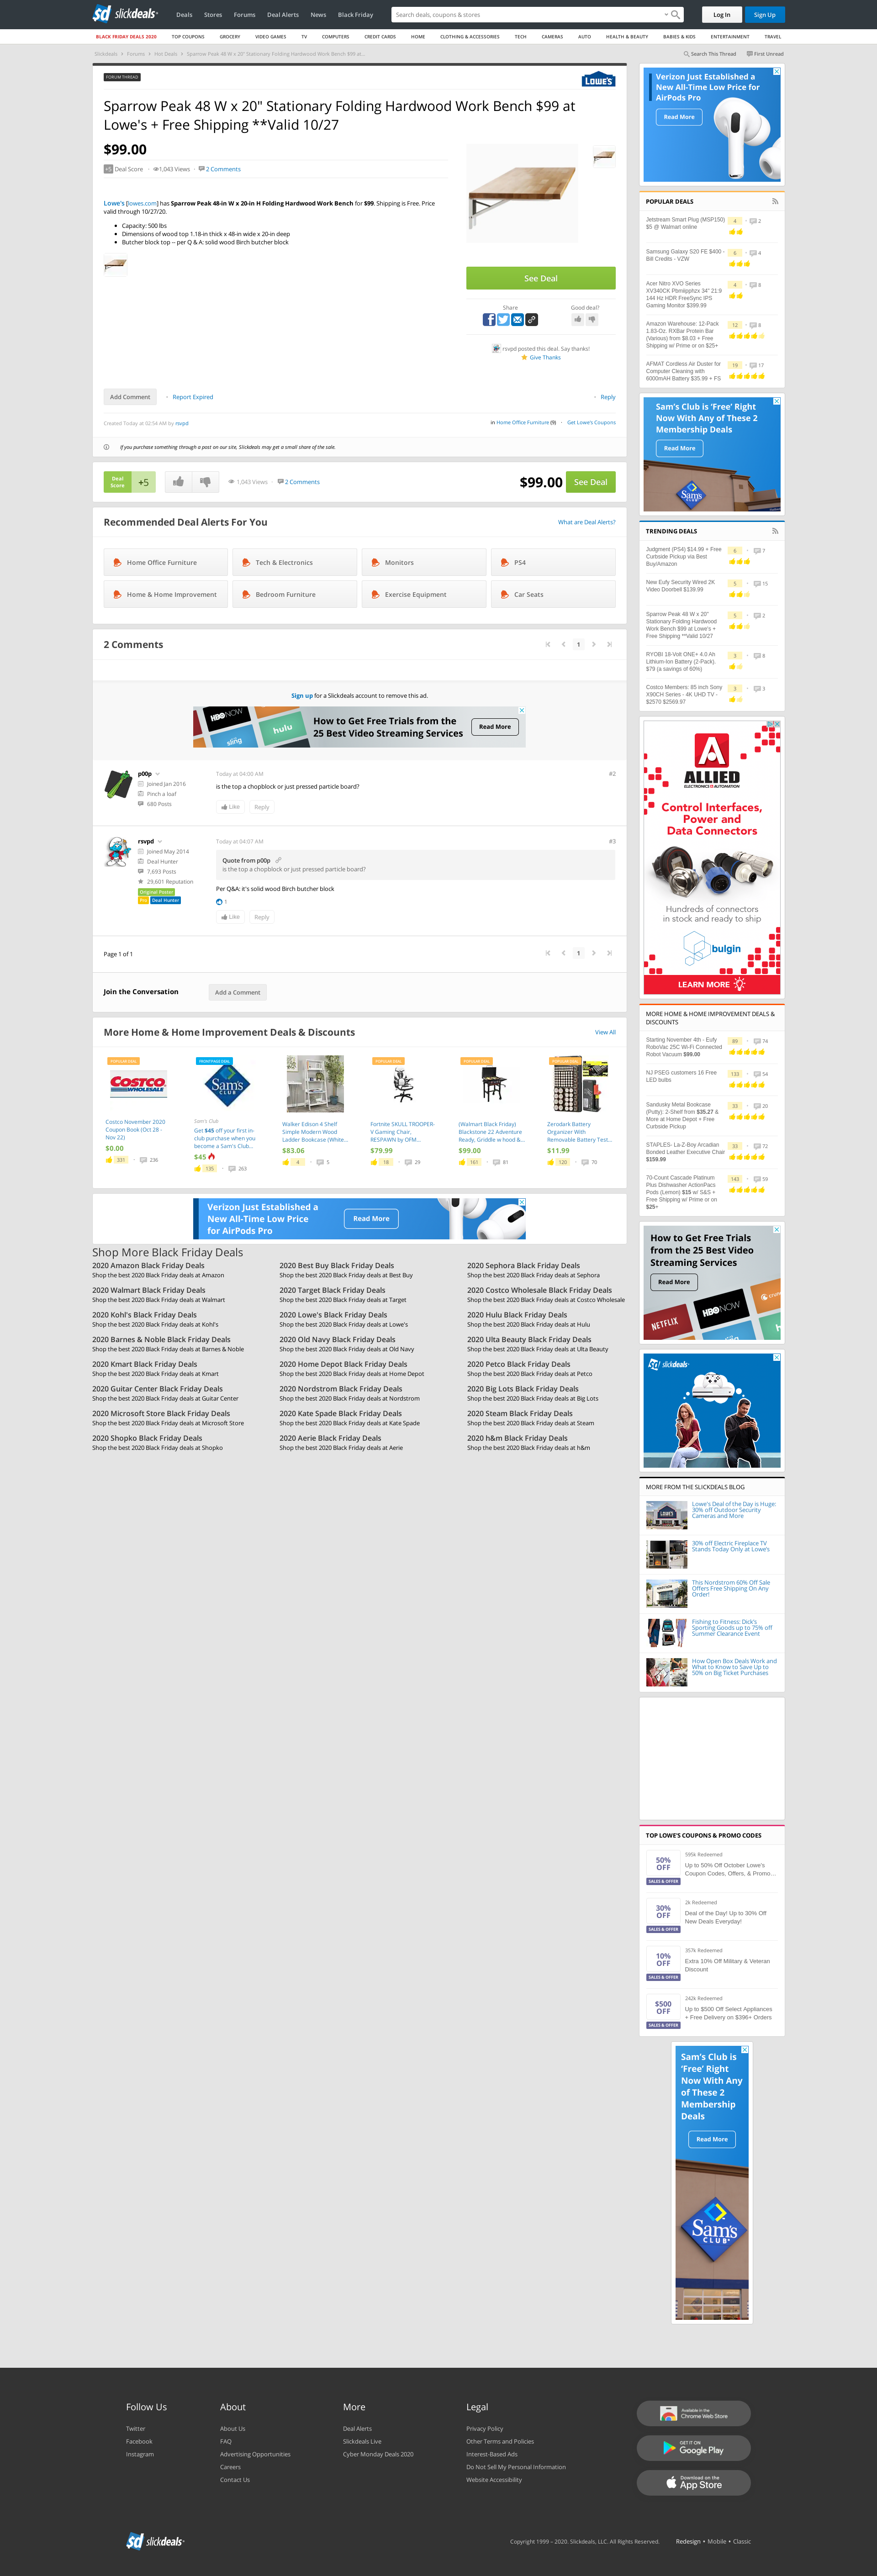 slickdeals
Deals
Stores
Forums
Deal Alerts
News
Black Friday
Search deals, coupons & stores
Log In
Sign Up
BLACK FRIDAY DEALS 2020
TOP COUPONS
GROCERY
VIDEO GAMES
TV
COMPUTERS
CREDIT CARDS
HOME
CLOTHING & ACCESSORIES
TECH
CAMERAS
AUTO
HEALTH & BEAUTY
BABIES & KIDS
ENTERTAINMENT
TRAVEL
Slickdeals > Forums > Hot Deals > Sparrow Peak 48 W x 20" Stationary Folding Hardwood Work Bench $99 at...
Search This Thread
First Unread
FORUM THREAD
LOWE'S
Sparrow Peak 48 W x 20" Stationary Folding Hardwood Work Bench $99 at
Lowe's + Free Shipping **Valid 10/27
$99.00
+5 Deal Score
1,043 Views
2 Comments
Lowe's [lowes.com] has Sparrow Peak 48-in W x 20-in H Folding Hardwood Work Bench for $99. Shipping is Free. Price
valid through 10/27/20.
Capacity: 500 lbs
Dimensions of wood top 1.18-in thick x 48-in wide x 20-in deep
Butcher block top -- per Q & A: solid wood Birch butcher block
See Deal
Share
Good deal?
rsvpd posted this deal. Say thanks!
Give Thanks
Add Comment
Report Expired
Reply
Created Today at 02:54 AM by rsvpd
in Home Office Furniture (9)
Get Lowe's Coupons
If you purchase something through a post on our site, Slickdeals may get a small share of the sale.
Deal
Score
+5
1,043 Views
2 Comments
$99.00
See Deal
Recommended Deal Alerts For You
What are Deal Alerts?
Home Office Furniture
Tech & Electronics
Monitors
PS4
Home & Home Improvement
Bedroom Furniture
Exercise Equipment
Car Seats
2 Comments
1
Sign up for a Slickdeals account to remove this ad.
HBO NOW
sling
hulu
How to Get Free Trials from the
25 Best Video Streaming Services
Read More
p00p
Joined Jan 2016
Pinch a loaf
680 Posts
Today at 04:00 AM
#2
is the top a chopblock or just pressed particle board?
Like
Reply
rsvpd
Joined May 2014
Deal Hunter
7,693 Posts
29,601 Reputation
Original Poster
Pro
Deal Hunter
Today at 04:07 AM
#3
Quote from p00p
is the top a chopblock or just pressed particle board?
Per Q&A: it's solid wood Birch butcher block
1
Like
Reply
Page 1 of 1
1
Join the Conversation
Add a Comment
More Home & Home Improvement Deals & Discounts
View All
POPULAR DEAL
COSTCO
WHOLESALE
Costco November 2020
Coupon Book (Oct 28 -
Nov 22)
$0.00
331
236
FRONTPAGE DEAL
Sam's
CLUB
Sam's Club
Get $45 off your first in-
club purchase when you
become a Sam's Club...
$45
135
263
Walker Edison 4 Shelf
Simple Modern Wood
Ladder Bookcase (White...
$83.06
4
5
POPULAR DEAL
Fortnite SKULL TROOPER-
V Gaming Chair,
RESPAWN by OFM...
$79.99
18
29
POPULAR DEAL
(Walmart Black Friday)
Blackstone 22 Adventure
Ready, Griddle w hood &...
$99.00
161
81
POPULAR DEAL
Zerodark Battery
Organizer With
Removable Battery Test...
$11.99
120
70
Verizon Just Established a
New All-Time Low Price
for AirPods Pro
Read More
Shop More Black Friday Deals
2020 Amazon Black Friday Deals
Shop the best 2020 Black Friday deals at Amazon
2020 Best Buy Black Friday Deals
Shop the best 2020 Black Friday deals at Best Buy
2020 Sephora Black Friday Deals
Shop the best 2020 Black Friday deals at Sephora
2020 Walmart Black Friday Deals
Shop the best 2020 Black Friday deals at Walmart
2020 Target Black Friday Deals
Shop the best 2020 Black Friday deals at Target
2020 Costco Wholesale Black Friday Deals
Shop the best 2020 Black Friday deals at Costco Wholesale
2020 Kohl's Black Friday Deals
Shop the best 2020 Black Friday deals at Kohl's
2020 Lowe's Black Friday Deals
Shop the best 2020 Black Friday deals at Lowe's
2020 Hulu Black Friday Deals
Shop the best 2020 Black Friday deals at Hulu
2020 Barnes & Noble Black Friday Deals
Shop the best 2020 Black Friday deals at Barnes & Noble
2020 Old Navy Black Friday Deals
Shop the best 2020 Black Friday deals at Old Navy
2020 Ulta Beauty Black Friday Deals
Shop the best 2020 Black Friday deals at Ulta Beauty
2020 Kmart Black Friday Deals
Shop the best 2020 Black Friday deals at Kmart
2020 Home Depot Black Friday Deals
Shop the best 2020 Black Friday deals at Home Depot
2020 Petco Black Friday Deals
Shop the best 2020 Black Friday deals at Petco
2020 Guitar Center Black Friday Deals
Shop the best 2020 Black Friday deals at Guitar Center
2020 Nordstrom Black Friday Deals
Shop the best 2020 Black Friday deals at Nordstrom
2020 Big Lots Black Friday Deals
Shop the best 2020 Black Friday deals at Big Lots
2020 Microsoft Store Black Friday Deals
Shop the best 2020 Black Friday deals at Microsoft Store
2020 Kate Spade Black Friday Deals
Shop the best 2020 Black Friday deals at Kate Spade
2020 Steam Black Friday Deals
Shop the best 2020 Black Friday deals at Steam
2020 Shopko Black Friday Deals
Shop the best 2020 Black Friday deals at Shopko
2020 Aerie Black Friday Deals
Shop the best 2020 Black Friday deals at Aerie
2020 h&m Black Friday Deals
Shop the best 2020 Black Friday deals at h&m
Verizon Just Established a
New All-Time Low Price for
AirPods Pro
Read More
POPULAR DEALS
Jetstream Smart Plug (MSP150)
$5 @ Walmart online
4
2
Samsung Galaxy S20 FE $400 -
Bill Credits - VZW
6
4
Acer Nitro XVO Series
XV340CK Pbmiipphzx 34" 21:9
144 Hz HDR FreeSync IPS
Gaming Monitor $399.99
4
8
Amazon Warehouse: 12-Pack
1.83-Oz. RXBar Protein Bar
(Various) from $8.03 + Free
Shipping w/ Prime or on $25+
12
8
AFMAT Cordless Air Duster for
Computer Cleaning with
6000mAH Battery $35.99 + FS
19
17
Sam's Club is 'Free' Right
Now With Any of These 2
Membership Deals
Read More
Sam's
CLUB
TRENDING DEALS
Judgment (PS4) $14.99 + Free
Curbside Pickup via Best
Buy/Amazon
6
7
New Eufy Security Wired 2K
Video Doorbell $139.99
5
15
Sparrow Peak 48 W x 20"
Stationary Folding Hardwood
Work Bench $99 at Lowe's +
Free Shipping **Valid 10/27
5
2
RYOBI 18-Volt ONE+ 4.0 Ah
Lithium-Ion Battery (2-Pack),
$79 (a savings of 60%)
3
8
Costco Members: 85 inch Sony
X90CH Series - 4K UHD TV -
$2570 $2569.97
3
3
ALLIED
ELECTRONICS & AUTOMATION
Control Interfaces,
Power and
Data Connectors
Hundreds of connectors
in stock and ready to ship
bulgin
LEARN MORE
MORE HOME & HOME IMPROVEMENT DEALS &
DISCOUNTS
Starting November 4th - Eufy
RoboVac 25C Wi-Fi Connected
Robot Vacuum $99.00
89
74
NJ PSEG customers 16 Free
LED bulbs
133
54
Sandusky Metal Bookcase
(Putty): 2-Shelf from $35.27 &
More at Home Depot + Free
Curbside Pickup
33
20
STAPLES- La-Z-Boy Arcadian
Bonded Leather Executive Chair
$159.99
33
72
70-Count Cascade Platinum
Plus Dishwasher ActionPacs
Pods (Lemon) $15 w/ S&S +
Free Shipping w/ Prime or on
$25+
143
59
How to Get Free Trials
from the 25 Best Video
Streaming Services
Read More
NETFLIX
HBO NOW
hulu
sling
slickdeals
MORE FROM THE SLICKDEALS BLOG
Lowe's Deal of the Day is Huge:
30% off Outdoor Security
Cameras and More
30% off Electric Fireplace TV
Stands Today Only at Lowe's
This Nordstrom 60% Off Sale
Offers Free Shipping On Any
Order!
Fishing to Fitness: Dick's
Sporting Goods up to 75% off
Summer Clearance Event
How Open Box Deals Work and
What to Know to Save Up to
50% on Big Ticket Purchases
TOP LOWE'S COUPONS & PROMO CODES
50%
OFF
SALES & OFFER
595k Redeemed
Up to 50% Off October Lowe's
Coupon Codes, Offers, & Promo...
30%
OFF
SALES & OFFER
2k Redeemed
Deal of the Day! Up to 30% Off
New Deals Everyday!
10%
OFF
SALES & OFFER
357k Redeemed
Extra 10% Off Military & Veteran
Discount
$500
OFF
SALES & OFFER
242k Redeemed
Up to $500 Off Select Appliances
+ Free Delivery on $396+ Orders
Sam's Club is
'Free' Right
Now With Any
of These 2
Membership
Deals
Read More
Sam's
CLUB
Follow Us
Twitter
Facebook
Instagram
About
About Us
FAQ
Advertising Opportunities
Careers
Contact Us
More
Deal Alerts
Slickdeals Live
Cyber Monday Deals 2020
Legal
Privacy Policy
Other Terms and Policies
Interest-Based Ads
Do Not Sell My Personal Information
Website Accessibility
Available in the
Chrome Web Store
GET IT ON
Google Play
Download on the
App Store
slickdeals
Copyright 1999 – 2020. Slickdeals, LLC. All Rights Reserved.
Redesign • Mobile • Classic